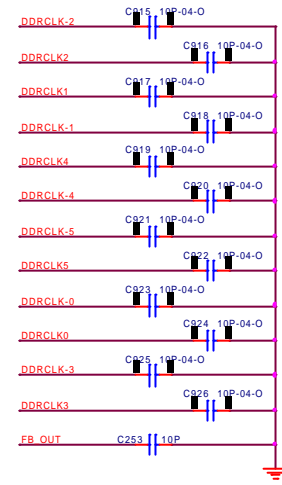 C915 10P-04-O
DDRCLK-2
C916 10P-04-O
DDRCLK2
C917 10P-04-O
DDRCLK1
C918 10P-04-O
DDRCLK-1
C919 10P-04-O
DDRCLK4
C920 10P-04-O
DDRCLK-4
C921 10P-04-O
DDRCLK-5
C922 10P-04-O
DDRCLK5
C923 10P-04-O
DDRCLK-0
C924 10P-04-O
DDRCLK0
C925 10P-04-O
DDRCLK-3
C926 10P-04-O
DDRCLK3
FB_OUT C253 10P